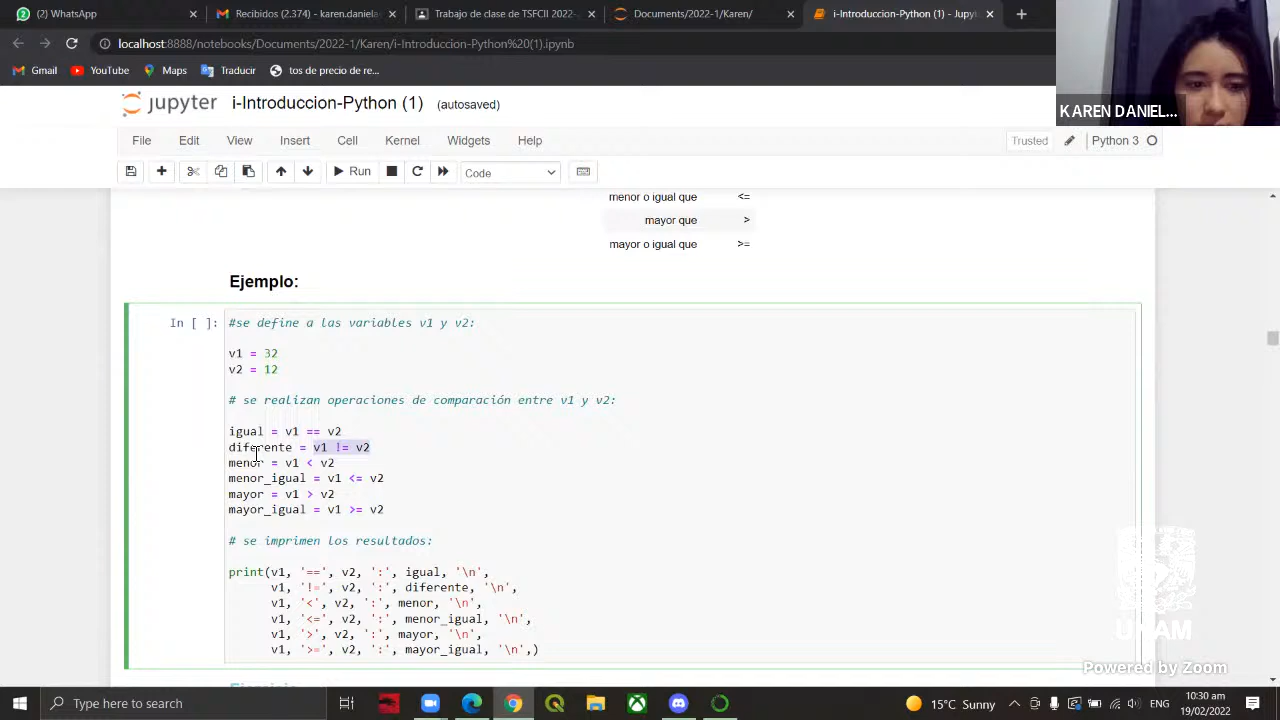 WhatsApp
Recibidos (2.374) - karen.daniela
Trabajo de clase de TSFCII 2022-
Documents/2022-1/Karen/
i-Introduccion-Python (1) - Jupyte
localhost:8888/notebooks/Documents/2022-1/Karen/i-Introduccion-Python%20(1).ipynb
Gmail
YouTube
Maps
Traducir
tos de precio de re...
KAREN DANIEL...
jupyter
i-Introduccion-Python (1)
(autosaved)
File
Edit
View
Insert
Cell
Kernel
Widgets
Help
Trusted
Python 3
Run
Code
menor o igual que <=
mayor que >
mayor o igual que >=
Ejemplo:
In [ ]:
#se define a las variables v1 y v2:
v1 = 32
v2 = 12
# se realizan operaciones de comparación entre v1 y v2:
igual = v1 == v2
diferente = v1 != v2
menor = v1 < v2
menor_igual = v1 <= v2
mayor = v1 > v2
mayor_igual = v1 >= v2
# se imprimen los resultados:
print(v1, '==', v2, ':', igual, '\n',
v1, '!=', v2, ':', diferente, '\n',
v1, '<', v2, ':', menor, '\n',
v1, '<=', v2, ':', menor_igual, '\n',
v1, '>', v2, ':', mayor, '\n',
v1, '>=', v2, ':', mayor_igual, '\n',)
UNAM
Powered by Zoom
Type here to search
15°C Sunny
10:30 am
19/02/2022